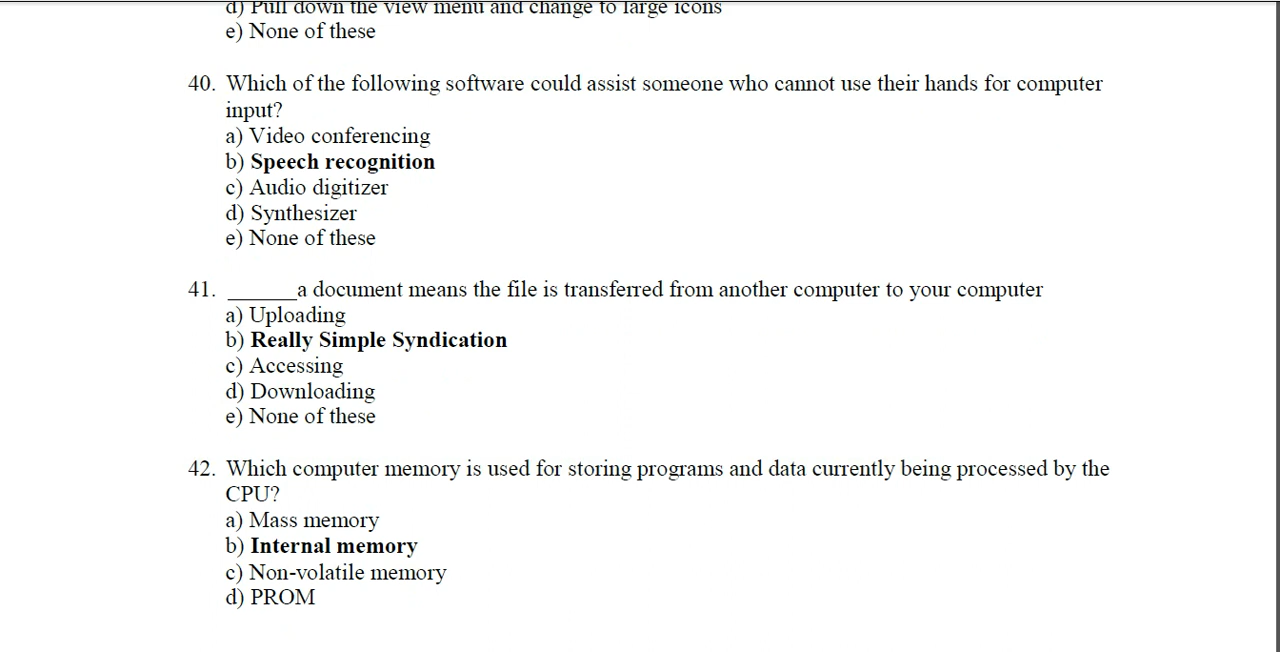 d) Pull down the view menu and change to large icons
e) None of these
40. Which of the following software could assist someone who cannot use their hands for computer
input?
a) Video conferencing
b) Speech recognition
c) Audio digitizer
d) Synthesizer
e) None of these
41. ______a document means the file is transferred from another computer to your computer
a) Uploading
b) Really Simple Syndication
c) Accessing
d) Downloading
e) None of these
42. Which computer memory is used for storing programs and data currently being processed by the
CPU?
a) Mass memory
b) Internal memory
c) Non-volatile memory
d) PROM